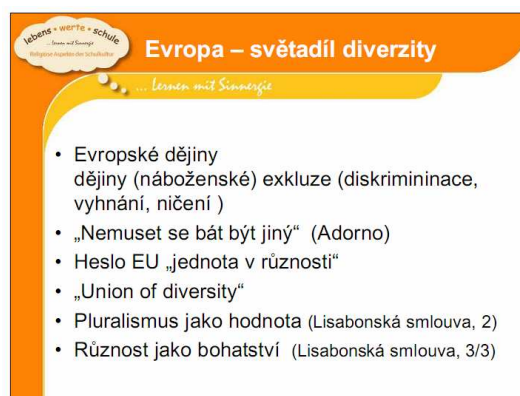 lebens • werte • schule
... lernen mit Sinnergie
Religiöse Aspekte der Schulkultur
Evropa – světadíl diverzity
... Lernen mit Sinnergie
• Evropské dějiny
dějiny (náboženské) exkluze (diskrimininace,
vyhnání, ničení )
• „Nemuset se bát být jiný“ (Adorno)
• Heslo EU „jednota v různosti“
• „Union of diversity“
• Pluralismus jako hodnota (Lisabonská smlouva, 2)
• Různost jako bohatství (Lisabonská smlouva, 3/3)